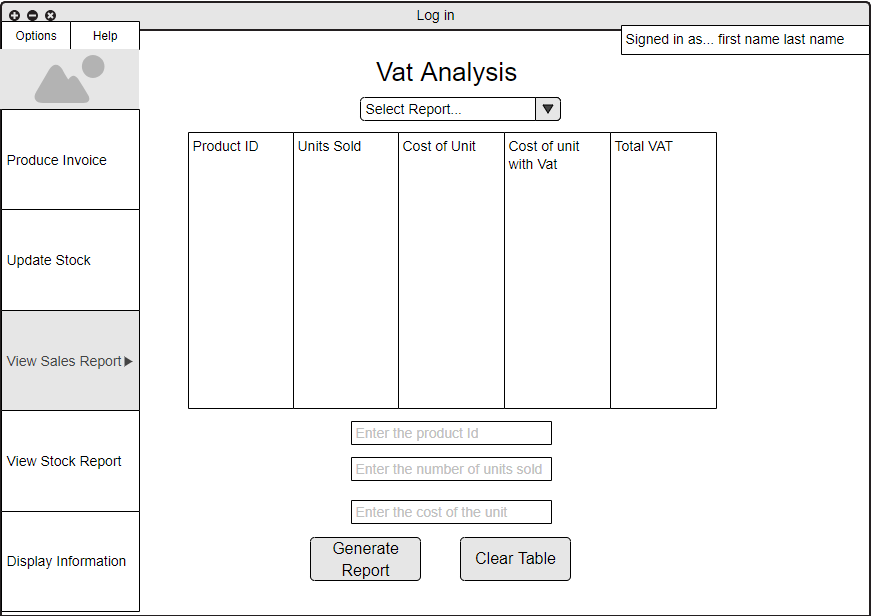 Log in
Options
Help
Signed in as... first name last name
Vat Analysis
Select Report...
Product ID
Units Sold
Cost of Unit
Cost of unit
with Vat
Total VAT
Produce Invoice
Update Stock
View Sales Report
View Stock Report
Display Information
Enter the product Id
Enter the number of units sold
Enter the cost of the unit
Generate
Report
Clear Table